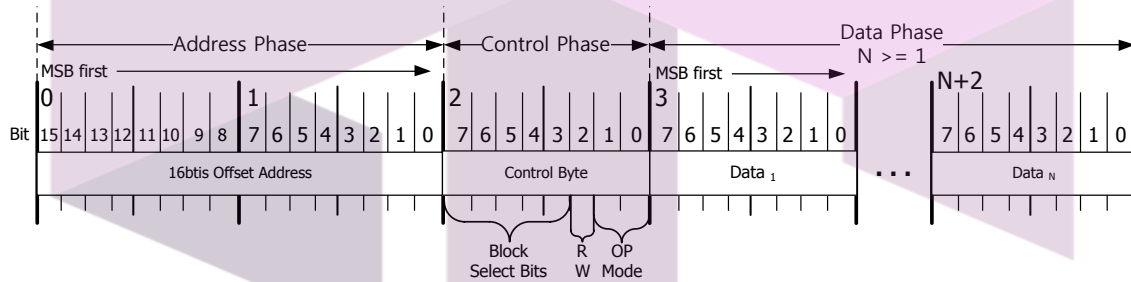 Address Phase Control Phase Data Phase
N >= 1
MSB first MSB first
0 1 2 3 N+2
Bit 15 14 13 12 11 10 9 8 7 6 5 4 3 2 1 0 7 6 5 4 3 2 1 0 7 6 5 4 3 2 1 0 7 6 5 4 3 2 1 0
16btis Offset Address Control Byte Data 1 ... Data N
Block R OP
Select Bits W Mode